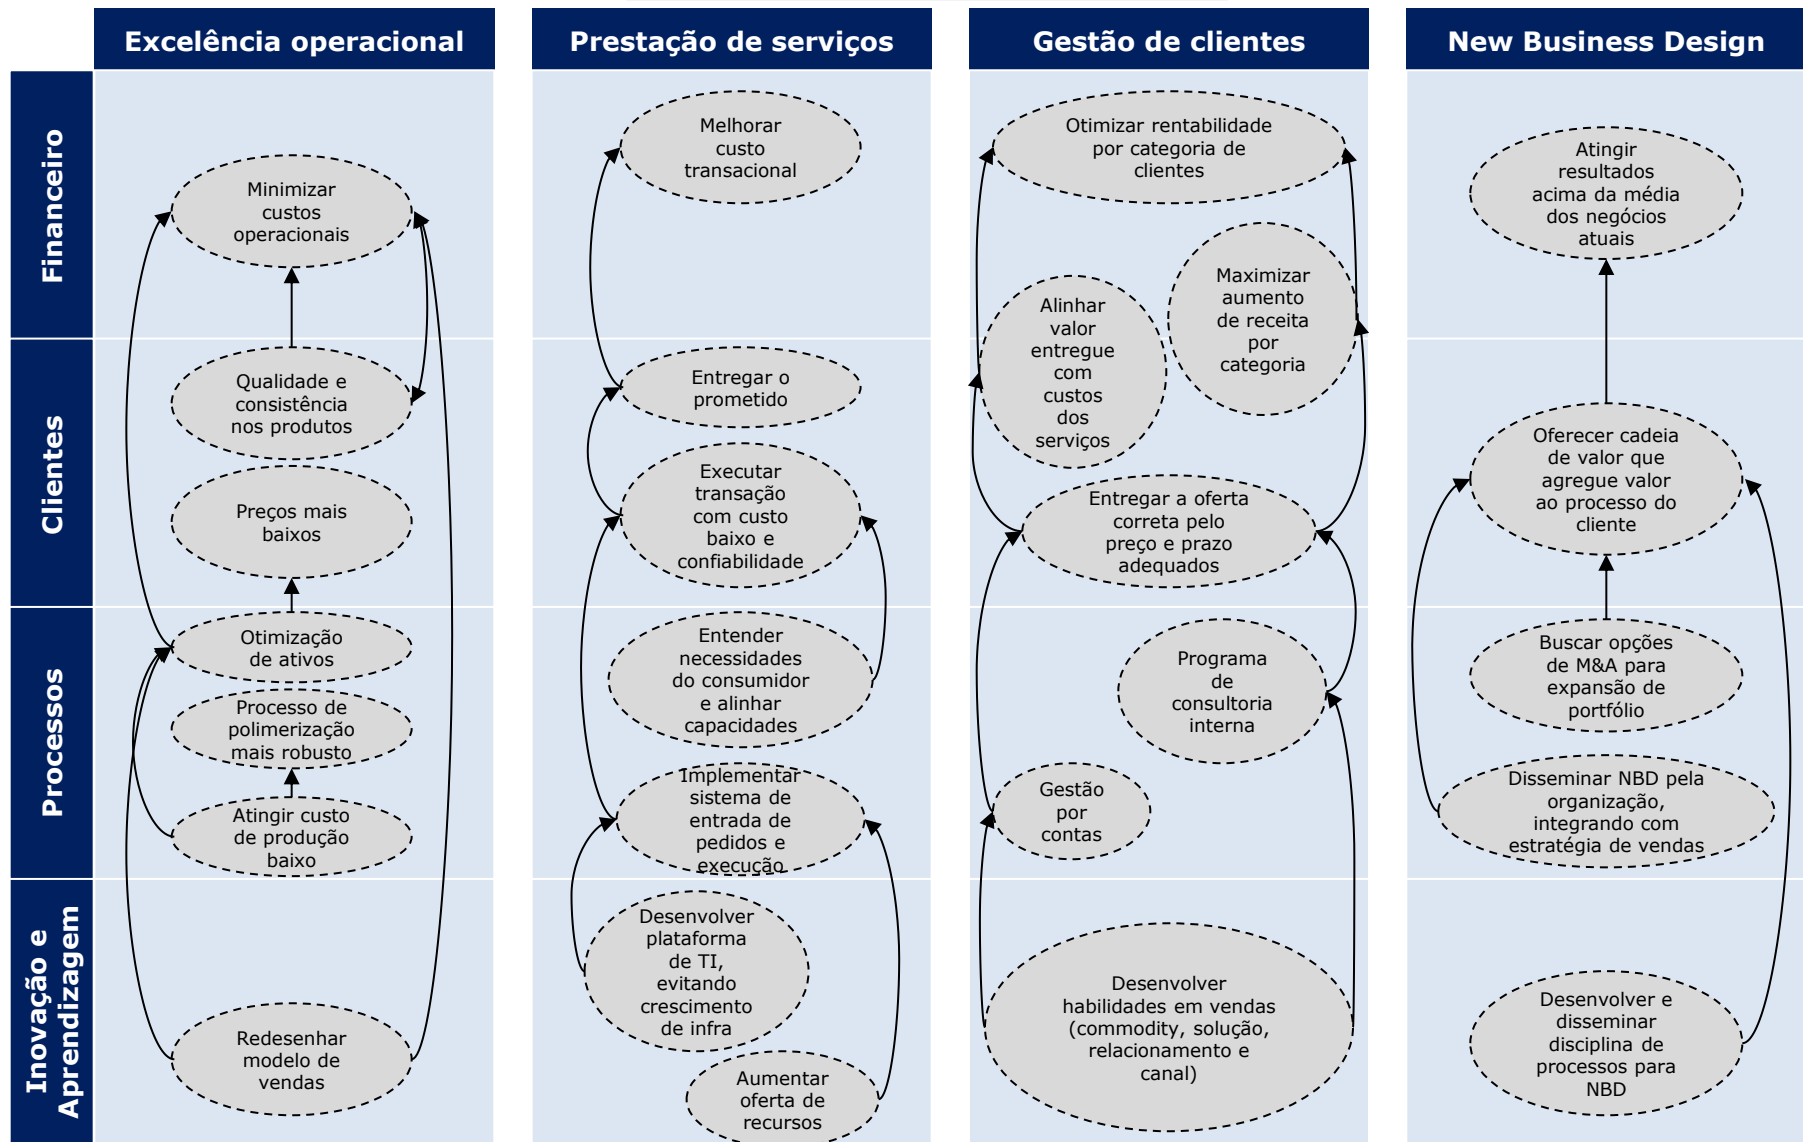 Excelência operacional
Prestação de serviços
Gestão de clientes
New Business Design
Financeiro
Minimizar
custos
operacionais
Melhorar
custo
transacional
Otimizar rentabilidade
por categoria de
clientes
Maximizar
aumento
de receita
por
categoria
Atingir
resultados
acima da média
dos negócios
atuais
Clientes
Qualidade e
consistência
nos produtos
Preços mais
baixos
Entregar o
prometido
Executar
transação
com custo
baixo e
confiabilidade
Alinhar
valor
entregue
com
custos
dos
serviços
Entregar a oferta
correta pelo
preço e prazo
adequados
Oferecer cadeia
de valor que
agregue valor
ao processo do
cliente
Processos
Otimização
de ativos
Processo de
polimerização
mais robusto
Atingir custo
de produção
baixo
Entender
necessidades
do consumidor
e alinhar
capacidades
Implementar
sistema de
entrada de
pedidos e
execução
Programa
de
consultoria
interna
Gestão
por
contas
Buscar opções
de M&A para
expansão de
portfólio
Disseminar NBD pela
organização,
integrando com
estratégia de vendas
Inovação e
Aprendizagem
Redesenhar
modelo de
vendas
Desenvolver
plataforma
de TI,
evitando
crescimento
de infra
Aumentar
oferta de
recursos
Desenvolver
habilidades em vendas
(commodity, solução,
relacionamento e
canal)
Desenvolver e
disseminar
disciplina de
processos para
NBD